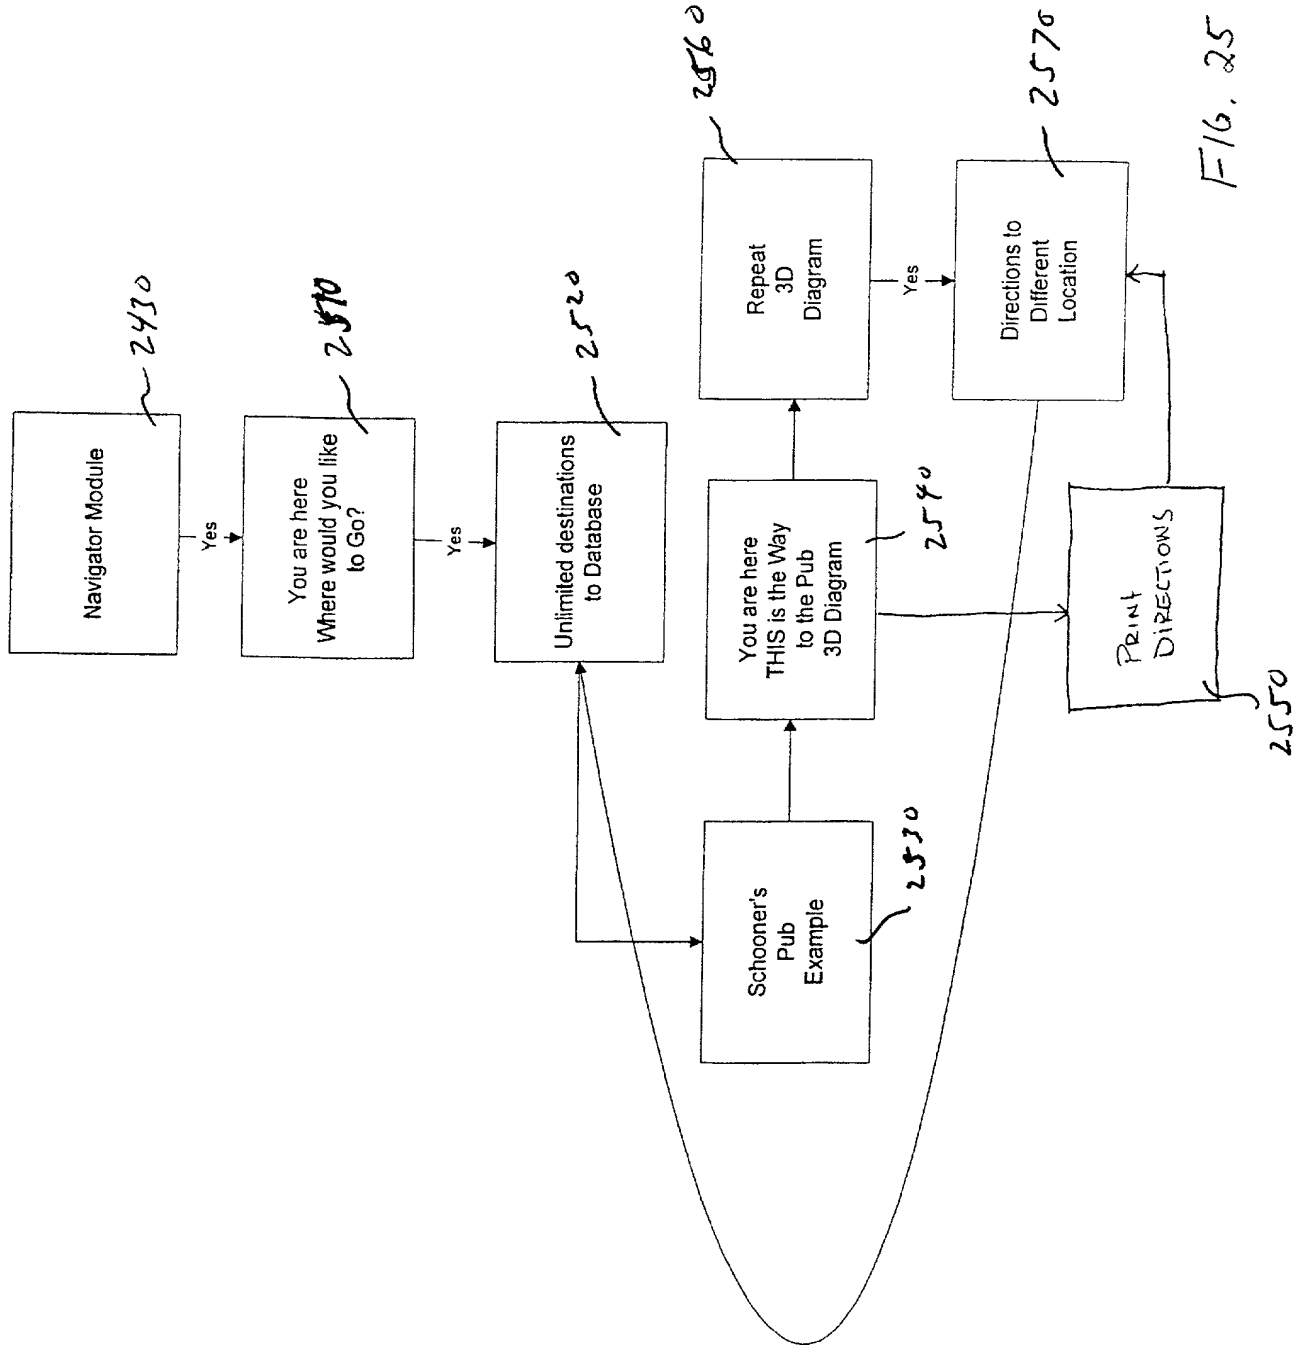 Navigator Module
2430
Yes
You are here
Where would you like
to Go?
Yes
Unlimited destinations
to Database
2520
Schooner's
Pub
Example
2530
You are here
THIS is the Way
to the Pub
3D Diagram
2540
Repeat
3D
Diagram
2560
Yes
Directions to
Different
Location
2570
PRINT
DIRECTIONS
2550
FIG. 25